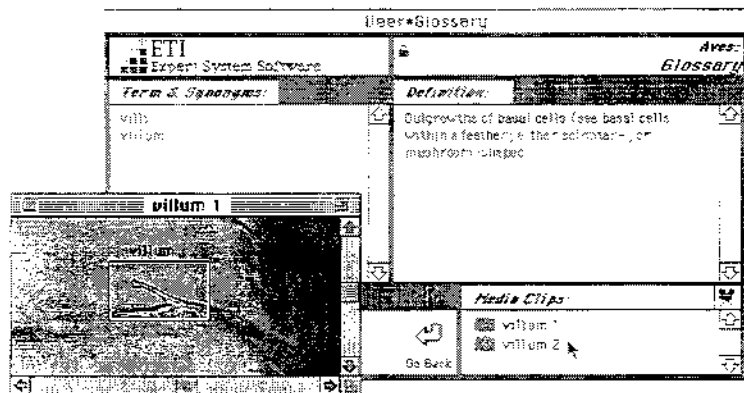 User•Glossary
ETI
Expert System Software
Aves:
Glossary
Term & Synonyms:
Definition:
villi
villum
Outgrowths of basal cells (see basal cells
within a feather), either spinate-, or
mushroom-shaped
villum 1
villum
Media Clips:
villum 1
villum 2
Go Back